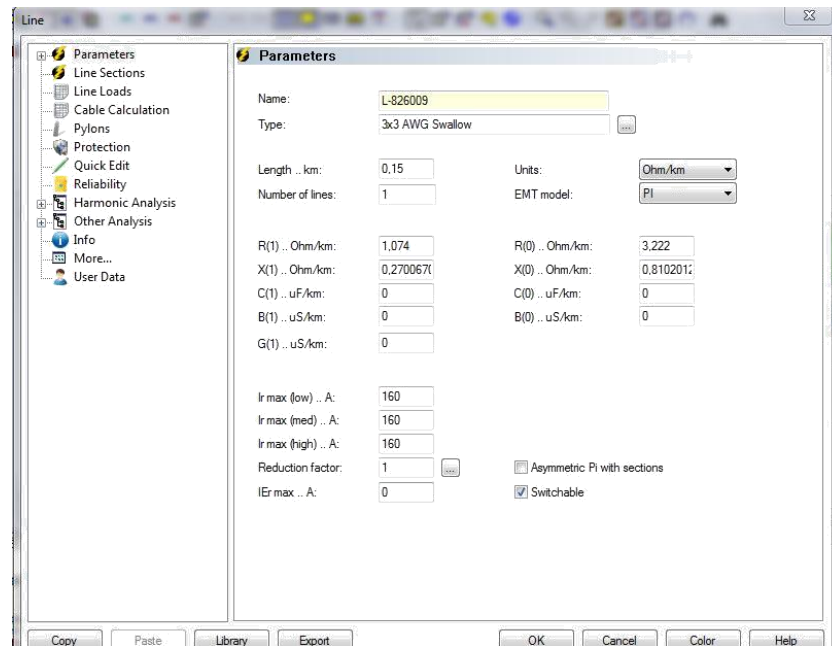 Line
Parameters
Line Sections
Line Loads
Cable Calculation
Pylons
Protection
Quick Edit
Reliability
Harmonic Analysis
Other Analysis
Info
More...
User Data
Parameters
Name: L-826009
Type: 3x3 AWG Swallow ...
Length .. km: 0,15 Units: Ohm/km
Number of lines: 1 EMT model: PI
R(1) .. Ohm/km: 1,074 R(0) .. Ohm/km: 3,222
X(1) .. Ohm/km: 0,270067( X(0) .. Ohm/km: 0,8102012
C(1) .. uF/km: 0 C(0) .. uF/km: 0
B(1) .. uS/km: 0 B(0) .. uS/km: 0
G(1) .. uS/km: 0
Ir max (low) .. A: 160
Ir max (med) .. A: 160
Ir max (high) .. A: 160
Reduction factor: 1 ... Asymmetric Pi with sections
IEr max .. A: 0 Switchable
Copy Paste Library Export OK Cancel Color Help